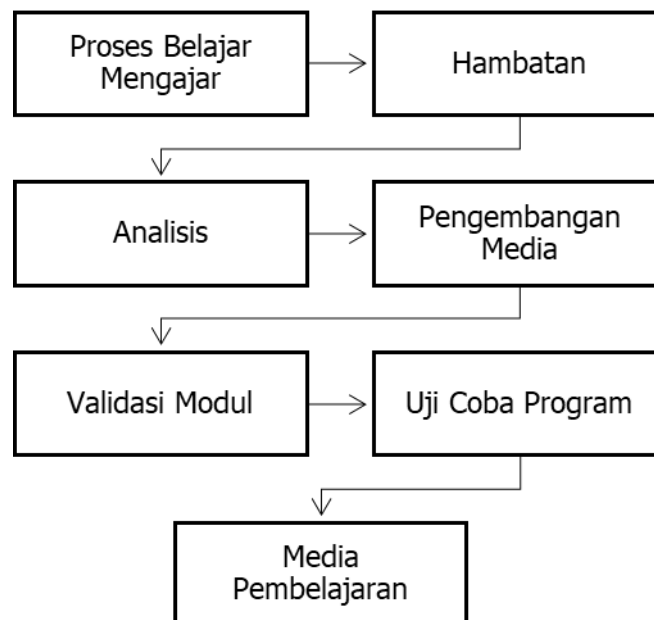 Proses Belajar
Mengajar
Hambatan
Analisis
Pengembangan
Media
Validasi Modul
Uji Coba Program
Media
Pembelajaran